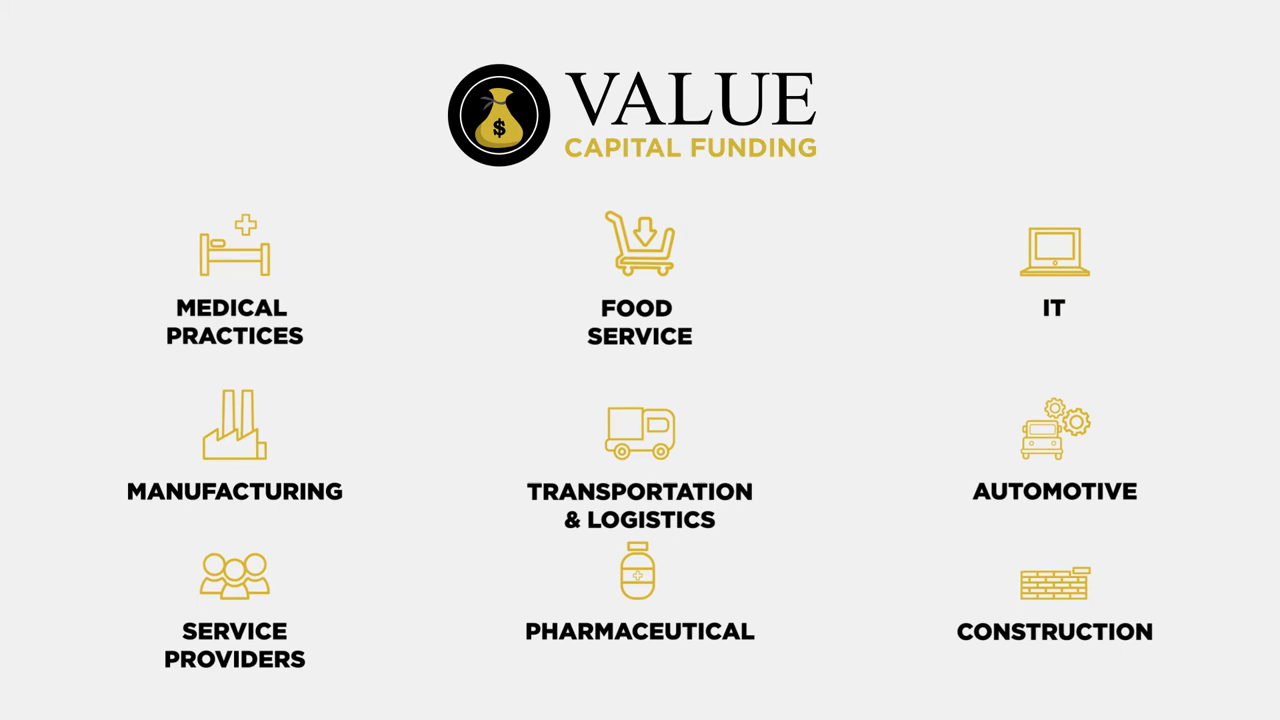 $
VALUE
CAPITAL FUNDING
MEDICAL
PRACTICES
FOOD
SERVICE
IT
MANUFACTURING
TRANSPORTATION
& LOGISTICS
AUTOMOTIVE
SERVICE
PROVIDERS
PHARMACEUTICAL
CONSTRUCTION